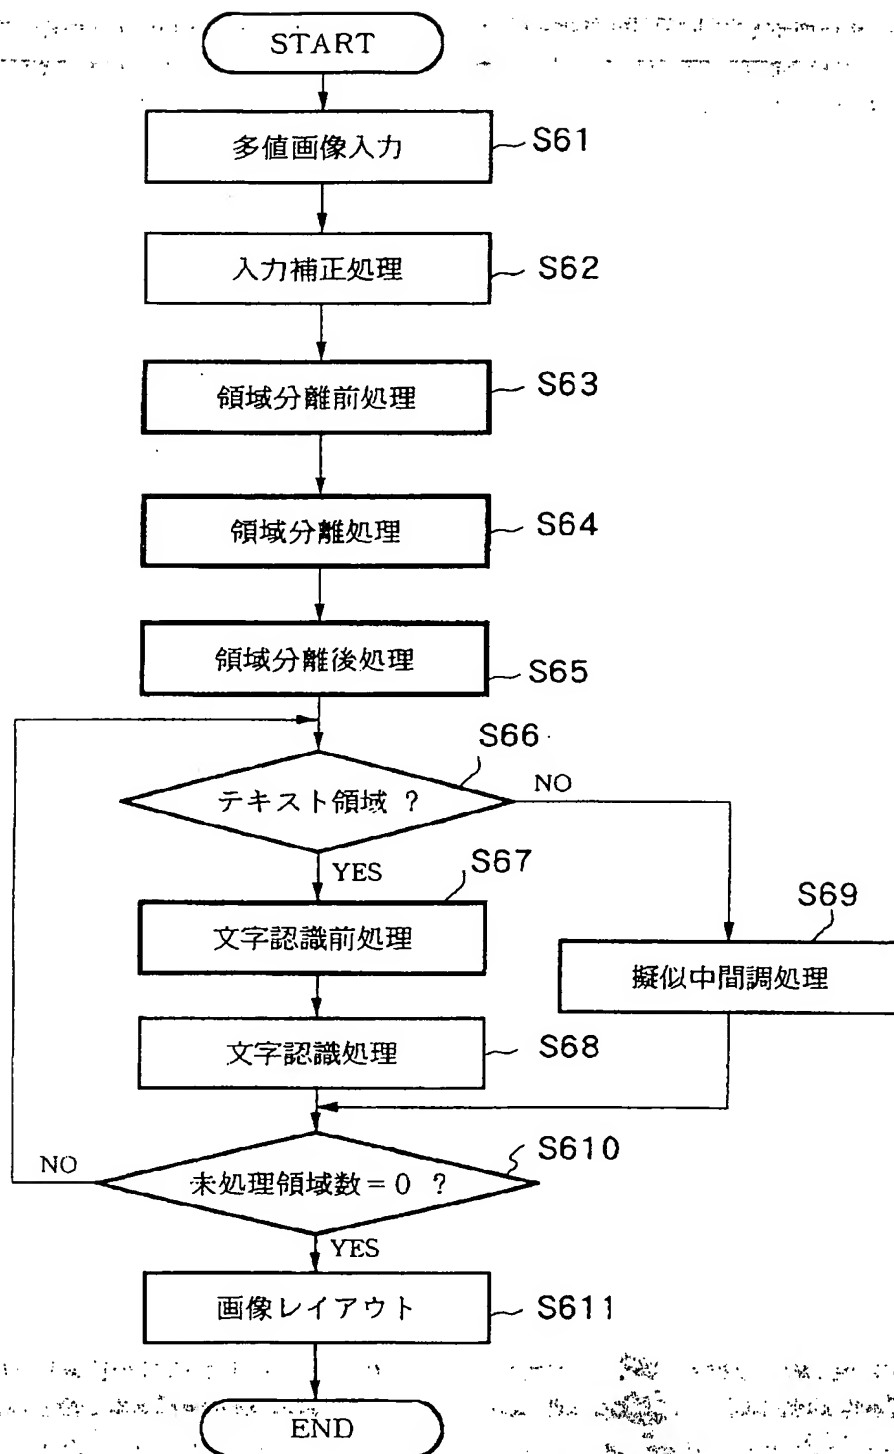 START
多値画像入力 S61
入力補正処理 S62
領域分離前処理 S63
領域分離処理 S64
領域分離後処理 S65
S66
テキスト領域 ? NO
YES S67
文字認識前処理
S69
擬似中間調処理
文字認識処理 S68
S610
NO 未処理領域数=0 ?
YES
画像レイアウト S611
END